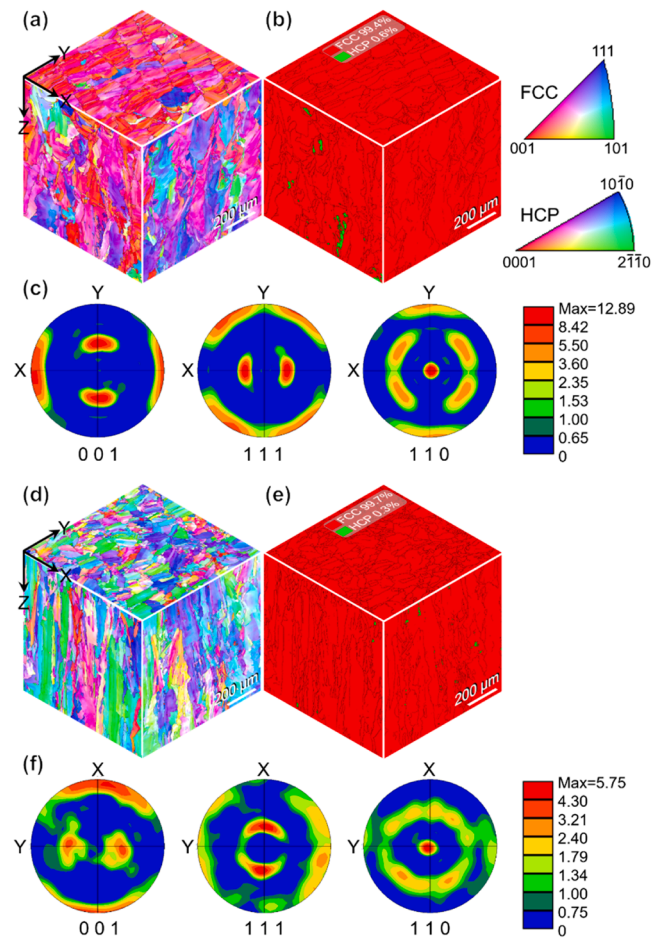 (a)
(b)
Y
X
Z
200 μm
FCC 99.4%
HCP 0.6%
200 μm
111
FCC
001
101
101̄0
HCP
0001
21̄1̄0
(c)
Y
Y
Y
X
X
X
0 0 1
1 1 1
1 1 0
Max=12.89
8.42
5.50
3.60
2.35
1.53
1.00
0.65
0
(d)
(e)
Y
X
Z
200 μm
FCC 99.7%
HCP 0.3%
200 μm
(f)
X
X
X
Y
Y
Y
0 0 1
1 1 1
1 1 0
Max=5.75
4.30
3.21
2.40
1.79
1.34
1.00
0.75
0